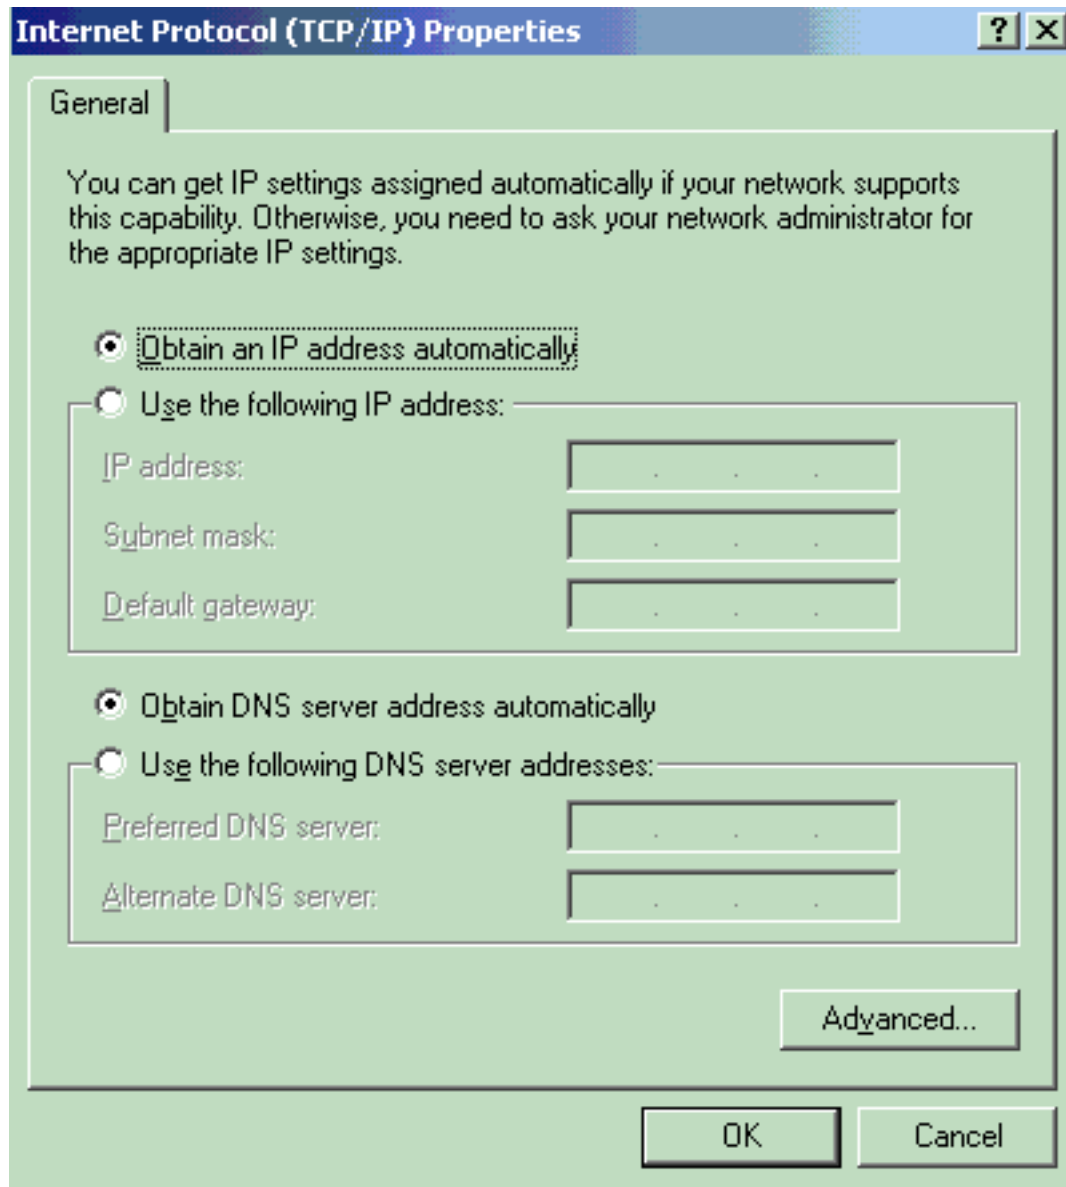 Internet Protocol (TCP/IP) Properties
General
You can get IP settings assigned automatically if your network supports
this capability. Otherwise, you need to ask your network administrator for
the appropriate IP settings.
Obtain an IP address automatically
Use the following IP address:
IP address:
Subnet mask:
Default gateway:
Obtain DNS server address automatically
Use the following DNS server addresses:
Preferred DNS server:
Alternate DNS server:
Advanced...
OK Cancel